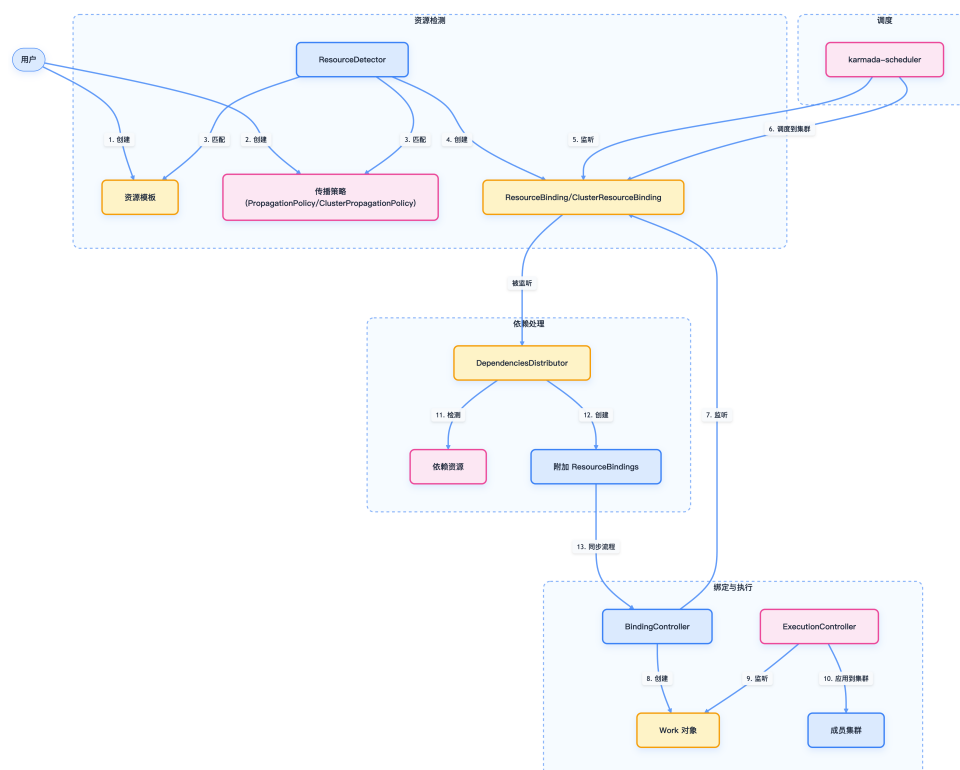 资源检测
调度
用户
ResourceDetector
karmada-scheduler
1. 创建
3. 匹配
2. 创建
3. 匹配
4. 创建
5. 监听
6. 调度到集群
资源模板
传播策略
(PropagationPolicy/ClusterPropagationPolicy)
ResourceBinding/ClusterResourceBinding
被监听
依赖处理
DependenciesDistributor
11. 检测
12. 创建
7. 监听
依赖资源
附加 ResourceBindings
13. 同步流程
绑定与执行
BindingController
ExecutionController
8. 创建
9. 监听
10. 应用到集群
Work 对象
成员集群